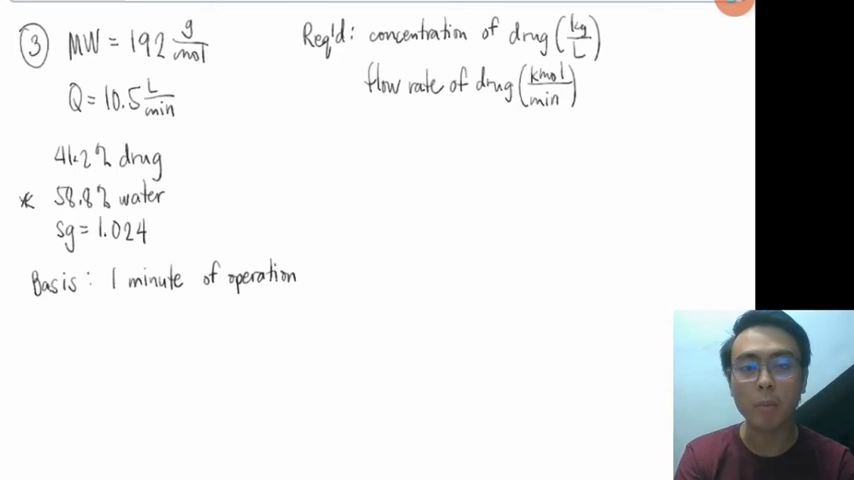 ③ MW = 192 g/mol
Q = 10.5 L/min
41.2% drug
* 58.8% water
sg = 1.024
Basis: 1 minute of operation
Req'd: concentration of drug (kg/L)
flow rate of drug (kmol/min)